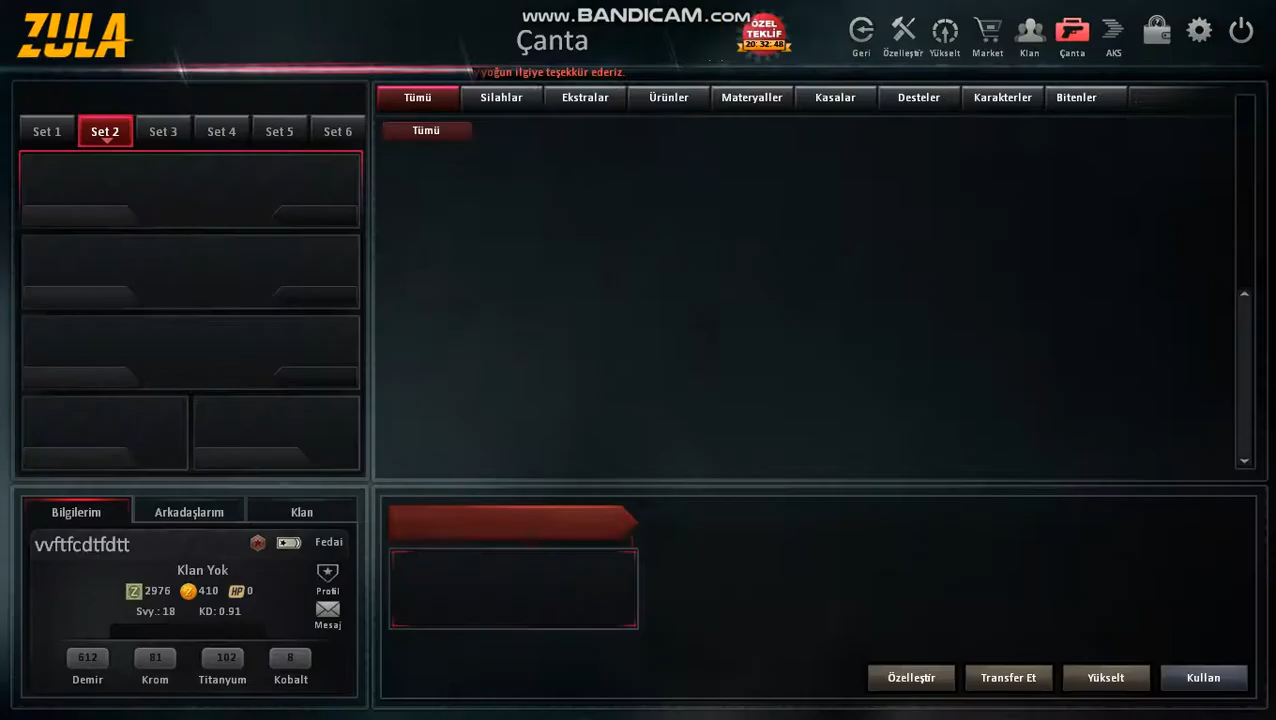 www.BANDICAM.com
ZULA
Çanta
ÖZEL
TEKLİF
20:32:48
Geri
Özelleştir
Yükselt
Market
Klan
Çanta
AKS
yoğun ilgiye teşekkür ederiz.
Tümü
Silahlar
Ekstralar
Ürünler
Materyaller
Kasalar
Desteler
Karakterler
Bitenler
Tümü
Set 1
Set 2
Set 3
Set 4
Set 5
Set 6
Bilgilerim
Arkadaşlarım
Klan
vvftfcdtfdtt
Fedai
Klan Yok
Z 2976
410
HP 0
Profil
Svy.: 18
KD: 0.91
Mesaj
612
81
102
8
Demir
Krom
Titanyum
Kobalt
Özelleştir
Transfer Et
Yükselt
Kullan